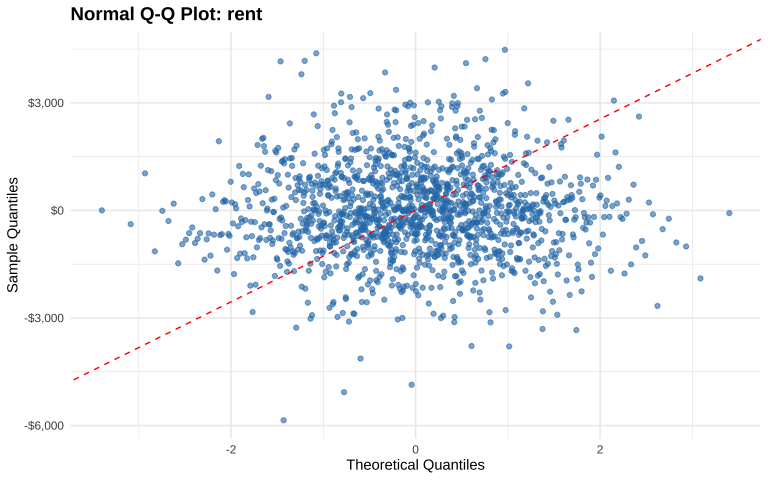 Normal Q-Q Plot: rent
$3,000
$0
-$3,000
-$6,000
Sample Quantiles
-2
0
2
Theoretical Quantiles